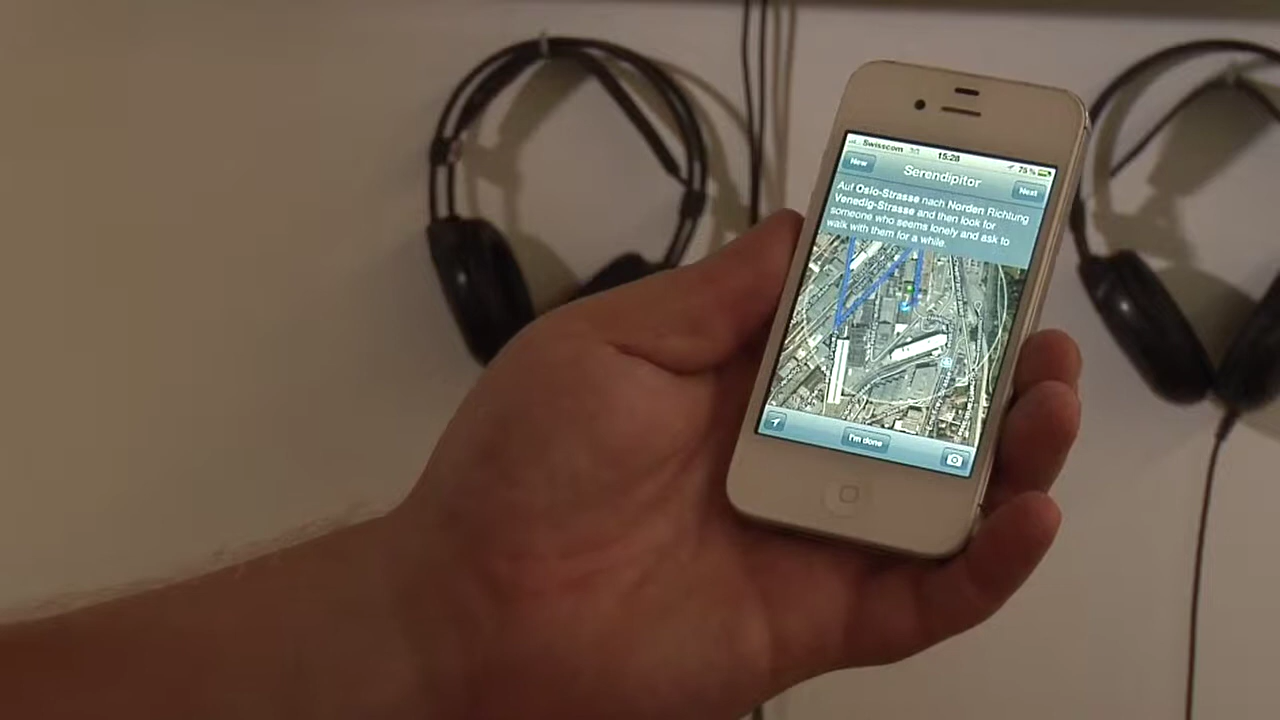 Swisscom 3G 15:28 75%
New Serendipitor Next
Auf Oslo-Strasse nach Norden Richtung
Venedig-Strasse and then look for
someone who seems lonely and ask to
walk with them for a while.
I'm done